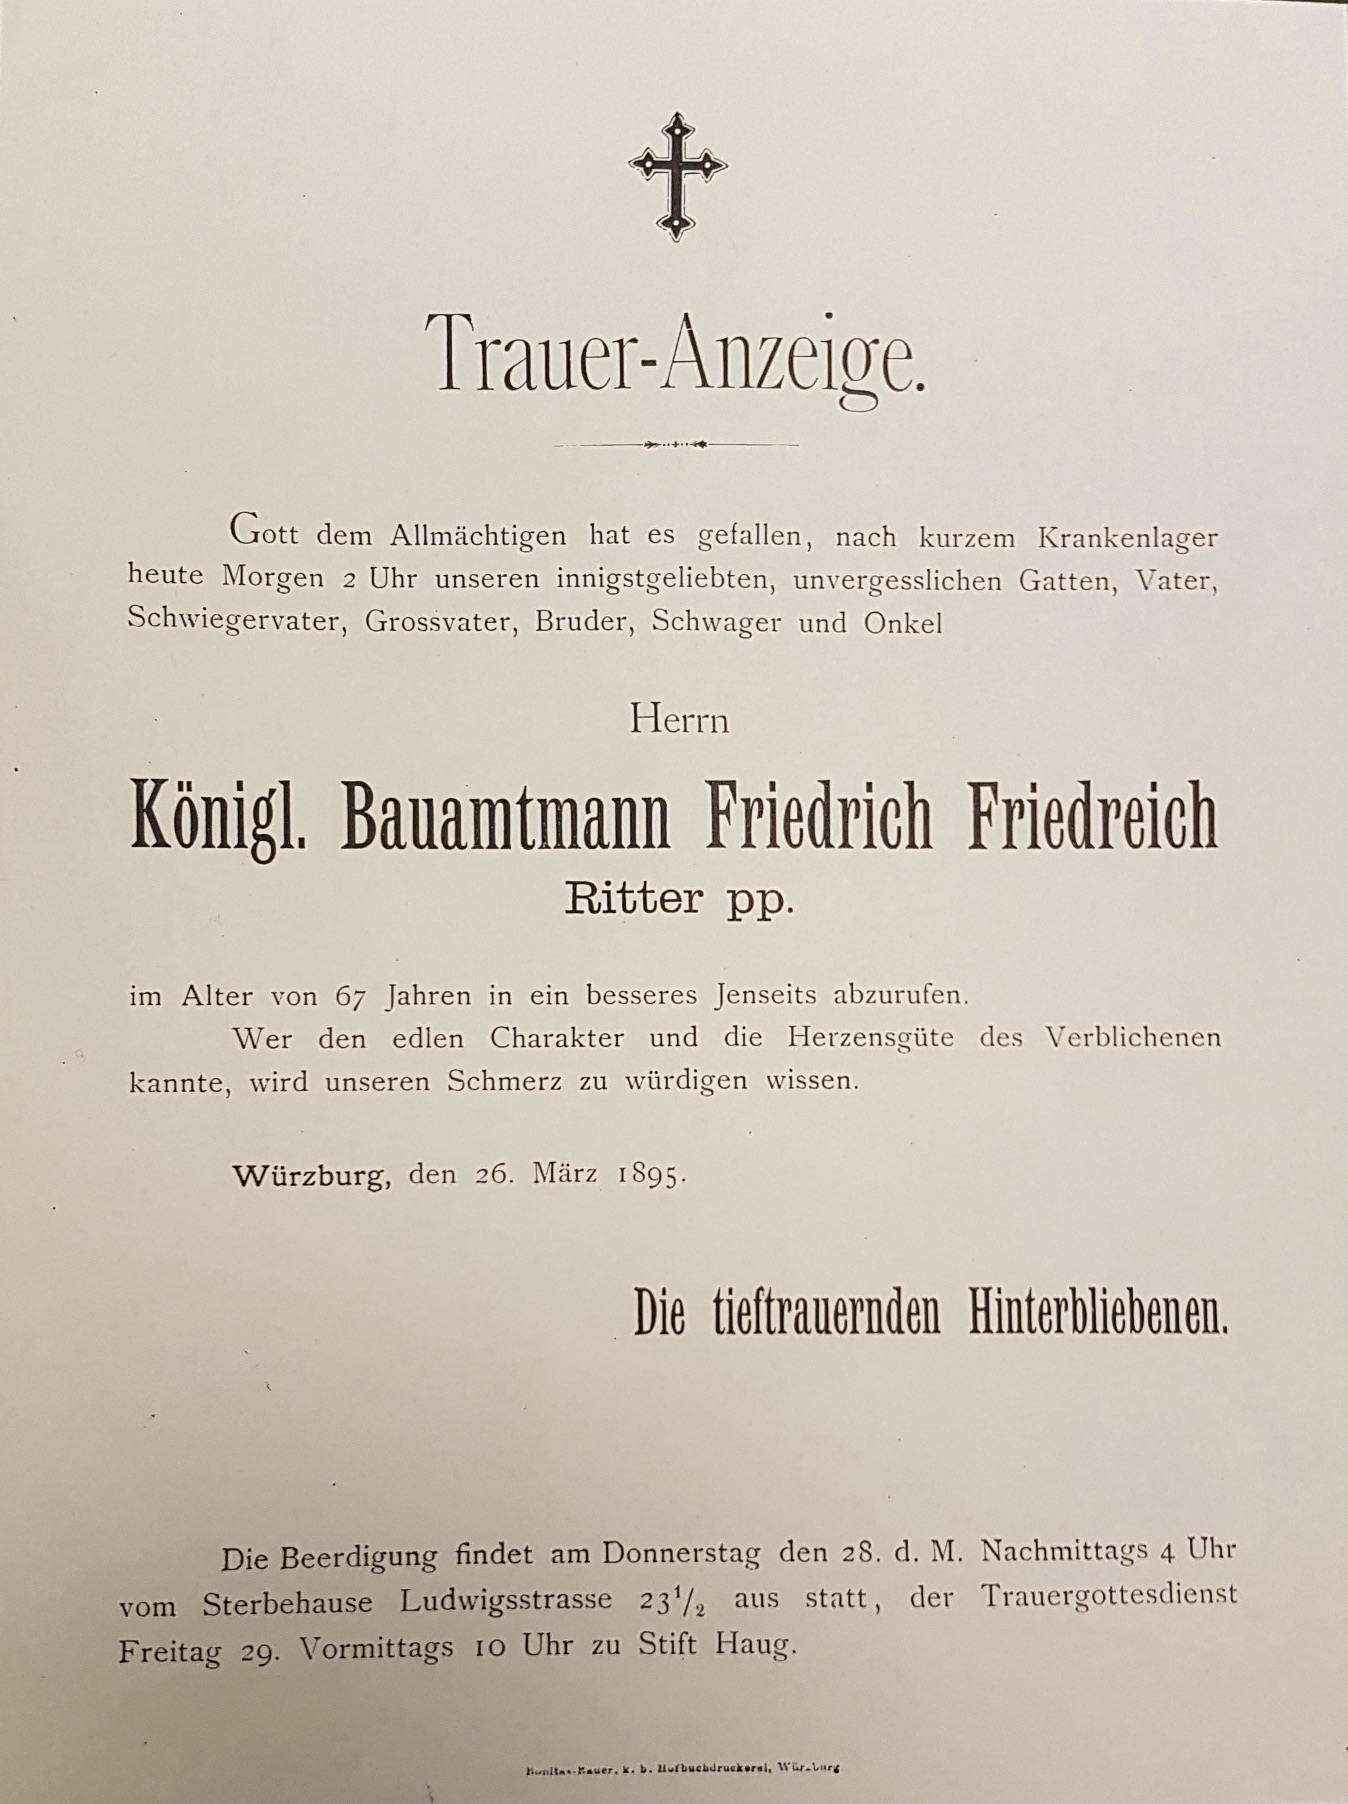 Trauer-Anzeige.
Gott dem Allmächtigen hat es gefallen, nach kurzem Krankenlager
heute Morgen 2 Uhr unseren innigstgeliebten, unvergesslichen Gatten, Vater,
Schwiegervater, Grossvater, Bruder, Schwager und Onkel
Herrn
Königl. Bauamtmann Friedrich Friedreich
Ritter pp.
im Alter von 67 Jahren in ein besseres Jenseits abzurufen.
Wer den edlen Charakter und die Herzensgüte des Verblichenen
kannte, wird unseren Schmerz zu würdigen wissen.
Würzburg, den 26. März 1895.
Die tieftrauernden Hinterbliebenen.
Die Beerdigung findet am Donnerstag den 28. d. M. Nachmittags 4 Uhr
vom Sterbehause Ludwigsstrasse 23¹/₂ aus statt, der Trauergottesdienst
Freitag 29. Vormittags 10 Uhr zu Stift Haug.
Bonitas-Bauer, k. b. Hofbuchdruckerei, Würzburg